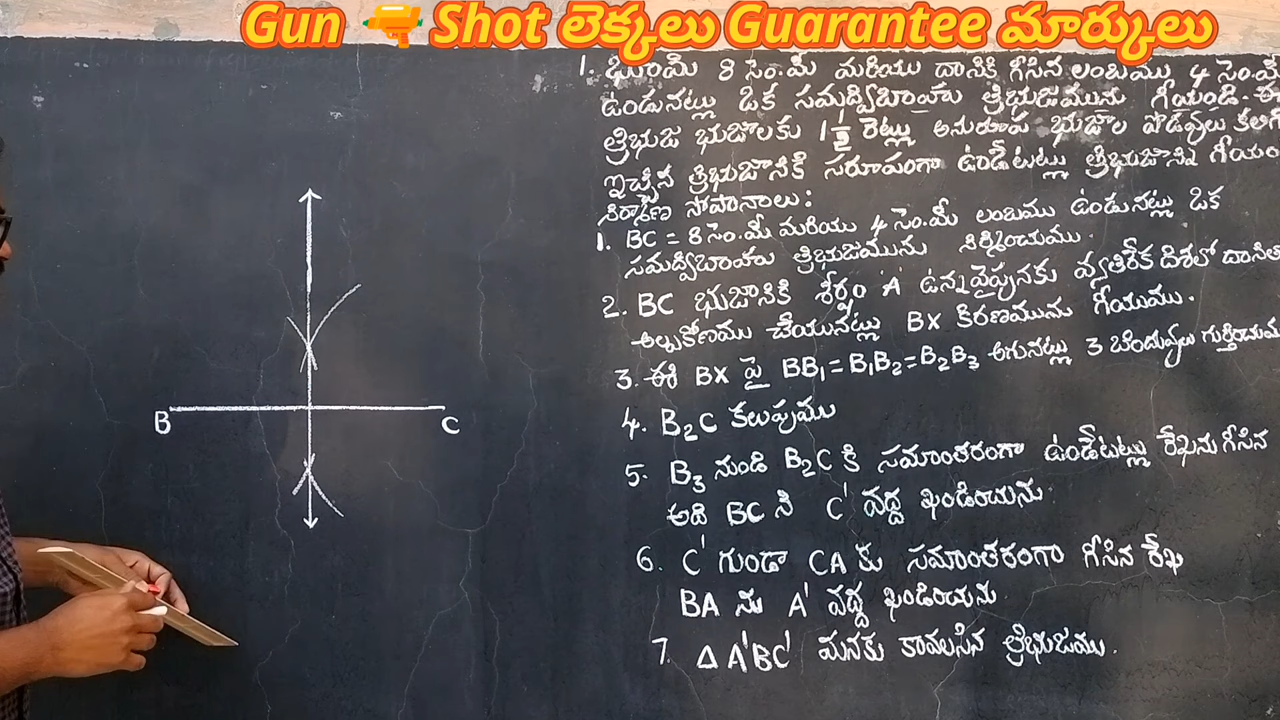 Gun Shot లెక్కలు Guarantee మార్కులు
1. భూమి 8 సెం.మీ మరియు దానికి గీసిన లంబము 4 సెం.మీ
ఉండునట్లు ఒక సమద్విబాహు త్రిభుజమును గీయండి. ఈ
త్రిభుజ భుజాలకు 1 1/2 రెట్లు అనురూప భుజాల పొడవులు కలిగి
ఇచ్చిన త్రిభుజానికి సరూపంగా ఉండేటట్లు త్రిభుజాన్ని
నిర్మాణ సోపానాలు:
1. BC = 8 సెం.మీ మరియు 4 సెం.మీ లంబము ఉండునట్లు ఒక
సమద్విబాహు త్రిభుజమును నిర్మించుము.
2. BC భుజానికి శీర్షం 'A' ఉన్నవైపునకు వ్యతిరేక దిశలో
అల్పకోణము చేయునట్లు BX కిరణమును గీయుము.
3. ఈ BX పై BB₁ = B₁B₂ = B₂B₃ అగునట్లు 3 బిందువులు
4. B₂C కలుపుము
5. B₃ నుండి B₂C కి సమాంతరంగా ఉండేటట్లు రేఖను గీసిన
అది BC ని C' వద్ద ఖండించును.
6. C' గుండా CA కు సమాంతరంగా గీసిన రేఖ
BA ను A' వద్ద ఖండించును.
7. Δ A'BC' మనకు కావలసిన త్రిభుజము.
B
C